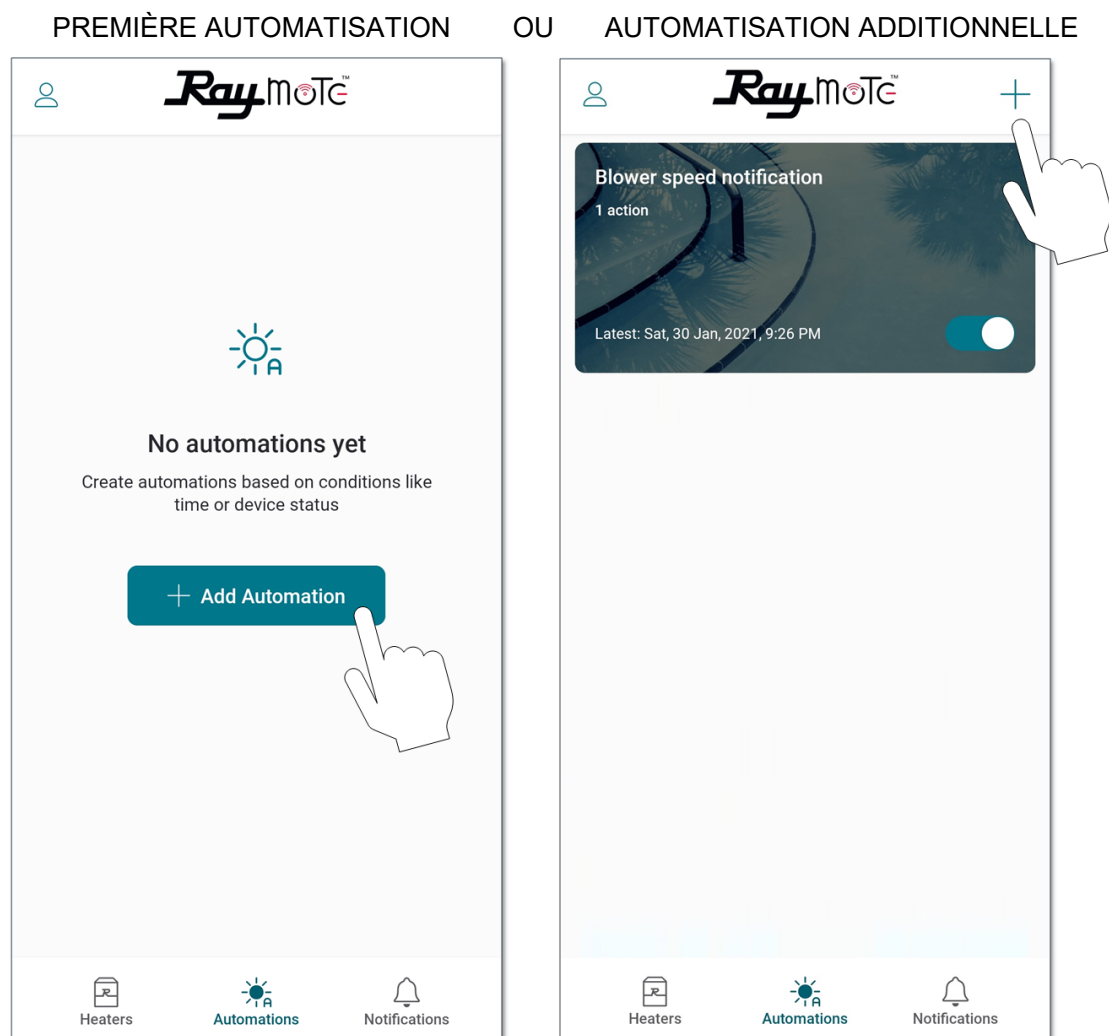 PREMIÈRE AUTOMATISATION OU AUTOMATISATION ADDITIONNELLE
RaymoTe™
No automations yet
Create automations based on conditions like
time or device status
+ Add Automation
Heaters Automations Notifications
RaymoTe™
Blower speed notification
1 action
Latest: Sat, 30 Jan, 2021, 9:26 PM
Heaters Automations Notifications